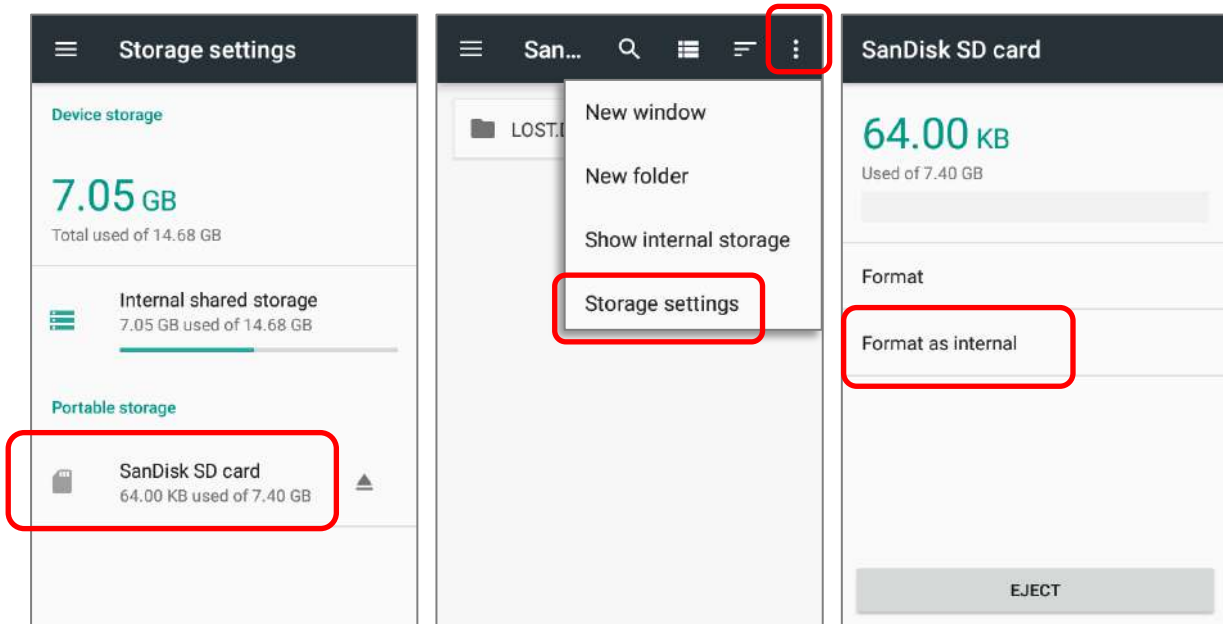 Storage settings
Device storage
7.05 GB
Total used of 14.68 GB
Internal shared storage
7.05 GB used of 14.68 GB
Portable storage
SanDisk SD card
64.00 KB used of 7.40 GB
San...
LOST.
New window
New folder
Show internal storage
Storage settings
SanDisk SD card
64.00 KB
Used of 7.40 GB
Format
Format as internal
EJECT